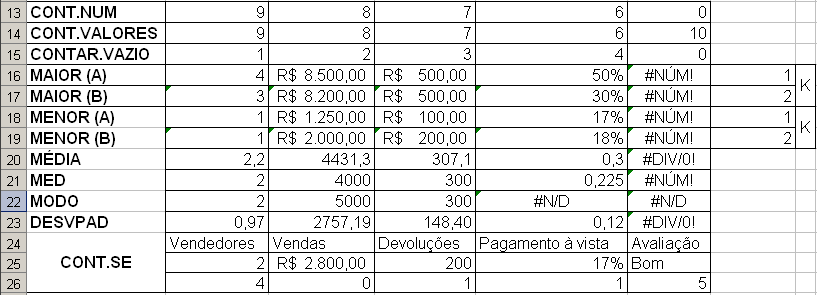 13 CONT.NUM 9 8 7 6 0
14 CONT.VALORES 9 8 7 6 10
15 CONTAR.VAZIO 1 2 3 4 0
16 MAIOR (A) 4 R$ 8.500,00 R$ 500,00 50% #NÚM! 1 K
17 MAIOR (B) 3 R$ 8.200,00 R$ 500,00 30% #NÚM! 2
18 MENOR (A) 1 R$ 1.250,00 R$ 100,00 17% #NÚM! 1 K
19 MENOR (B) 1 R$ 2.000,00 R$ 200,00 18% #NÚM! 2
20 MÉDIA 2,2 4431,3 307,1 0,3 #DIV/0!
21 MED 2 4000 300 0,225 #NÚM!
22 MODO 2 5000 300 #N/D #N/D
23 DESVPAD 0,97 2757,19 148,40 0,12 #DIV/0!
24 Vendedores Vendas Devoluções Pagamento à vista Avaliação
25 CONT.SE 2 R$ 2.800,00 200 17% Bom
26 4 0 1 1 5